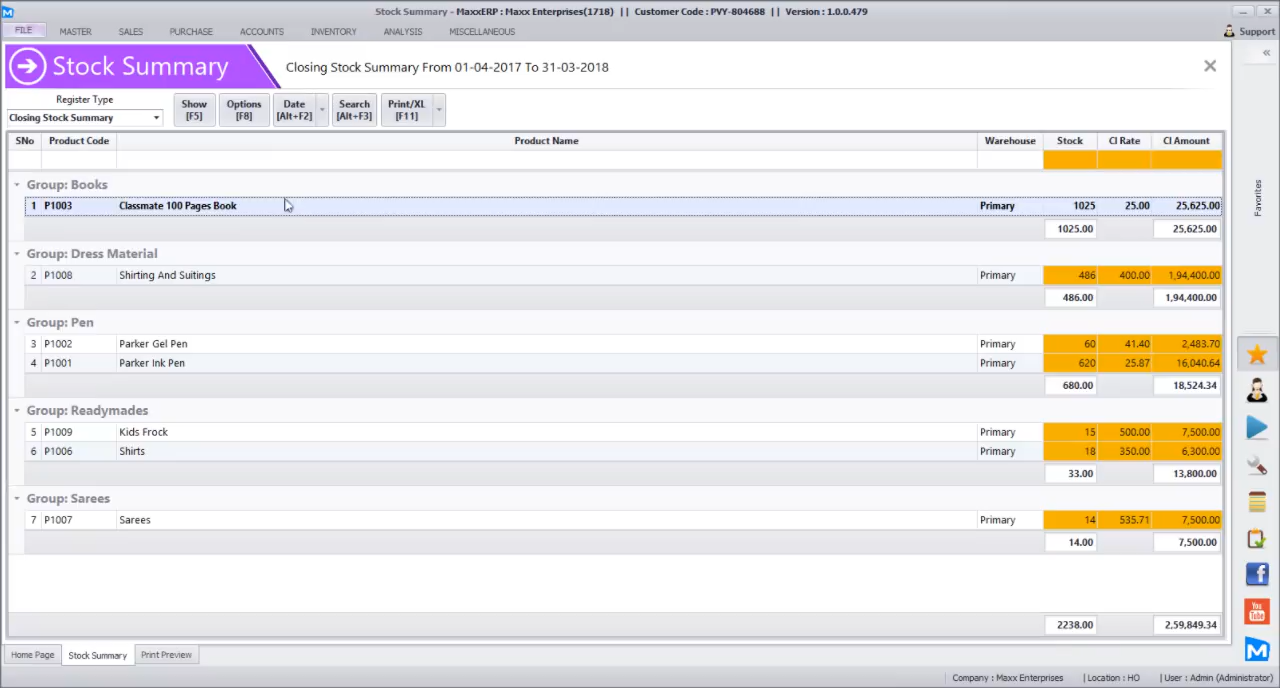 Stock Summary - MaxxERP : Maxx Enterprises(1718) || Customer Code : PVY-804688 || Version : 1.0.0.479
FILE MASTER SALES PURCHASE ACCOUNTS INVENTORY ANALYSIS MISCELLANEOUS Support
Stock Summary Closing Stock Summary From 01-04-2017 To 31-03-2018
Register Type
Closing Stock Summary
Show [F5]
Options [F8]
Date [Alt+F2]
Search [Alt+F3]
Print/XL [F11]
SNo Product Code Product Name Warehouse Stock Cl Rate Cl Amount
Group: Books
1 P1003 Classmate 100 Pages Book Primary 1025 25.00 25,625.00
1025.00 25,625.00
Group: Dress Material
2 P1008 Shirting And Suitings Primary 486 400.00 1,94,400.00
486.00 1,94,400.00
Group: Pen
3 P1002 Parker Gel Pen Primary 60 41.40 2,483.70
4 P1001 Parker Ink Pen Primary 620 25.87 16,040.64
680.00 18,524.34
Group: Readymades
5 P1009 Kids Frock Primary 15 500.00 7,500.00
6 P1006 Shirts Primary 18 350.00 6,300.00
33.00 13,800.00
Group: Sarees
7 P1007 Sarees Primary 14 535.71 7,500.00
14.00 7,500.00
2238.00 2,59,849.34
Favorites
You Tube
Home Page Stock Summary Print Preview
Company : Maxx Enterprises | Location : HO | User : Admin (Administrator)